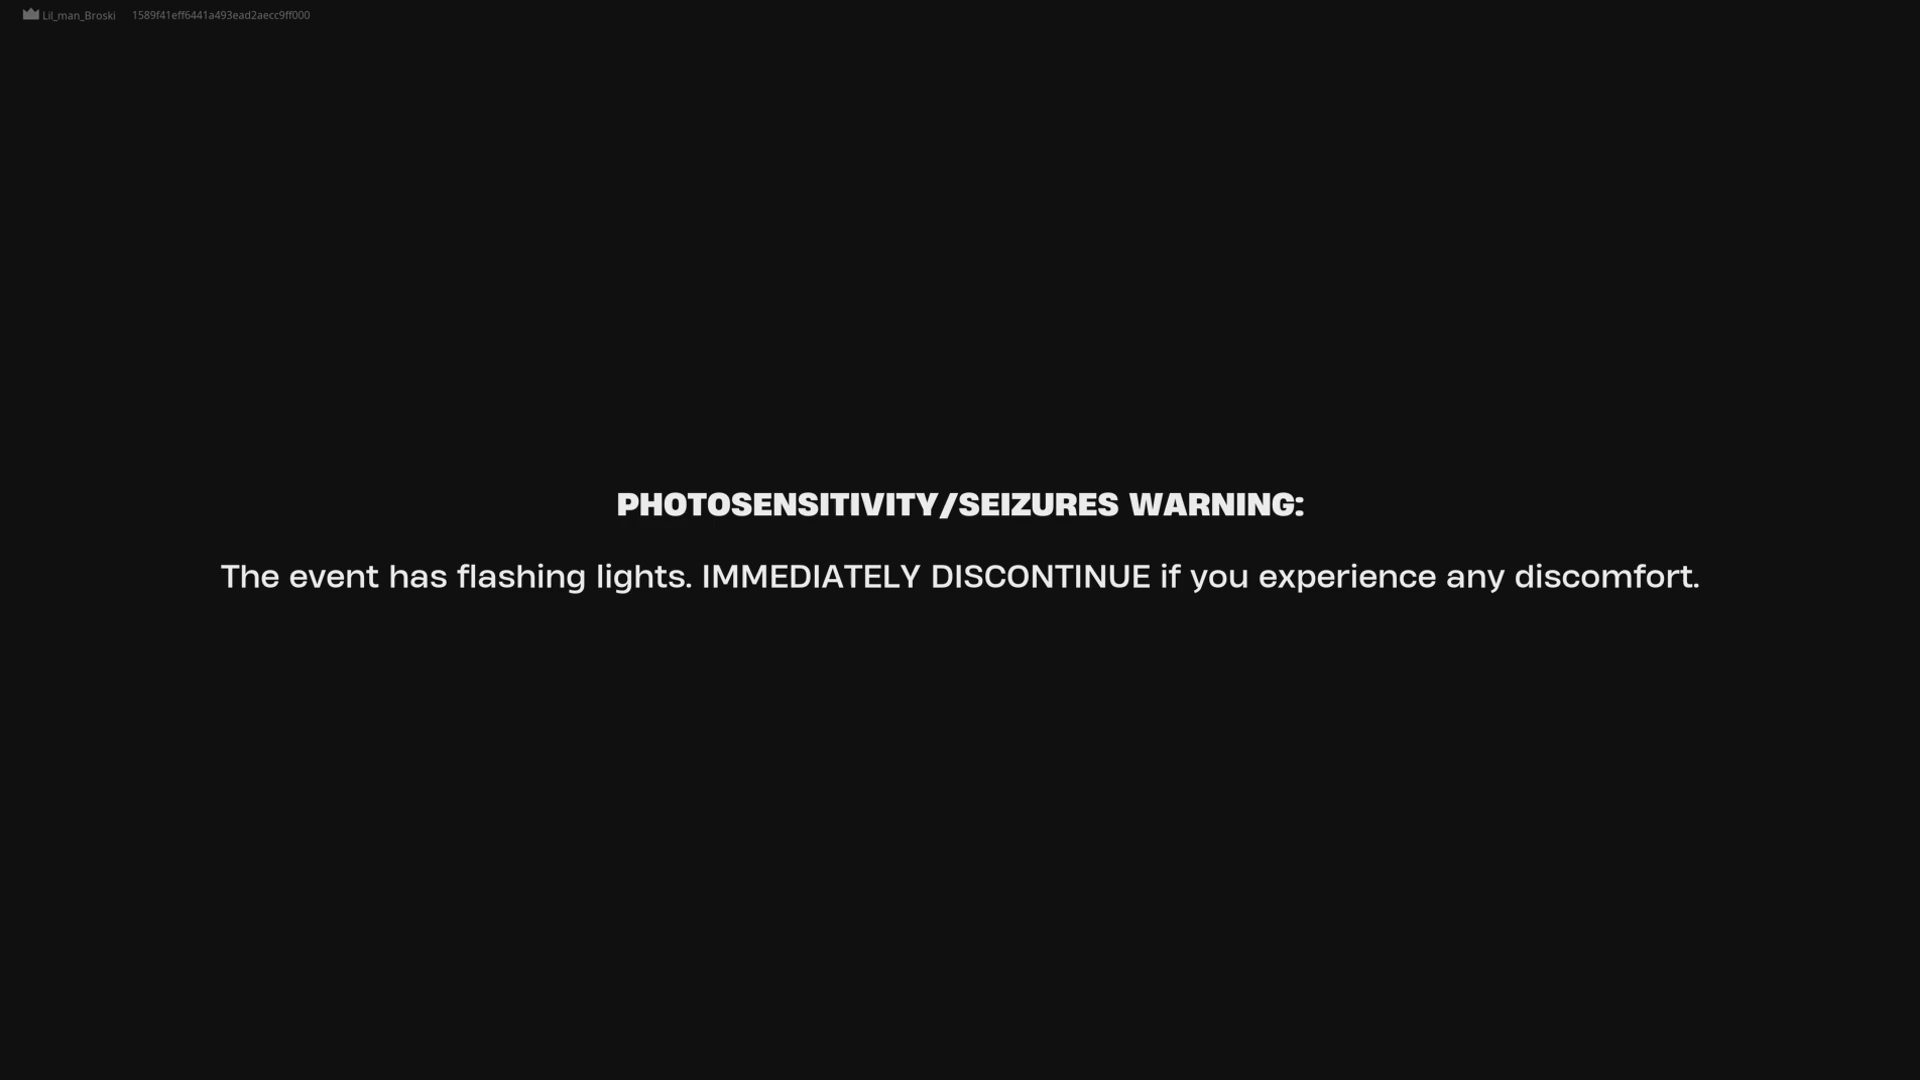 Lil_man_Broski 1589f41eff6441a493ead2aecc9ff000
PHOTOSENSITIVITY/SEIZURES WARNING:
The event has flashing lights. IMMEDIATELY DISCONTINUE if you experience any discomfort.